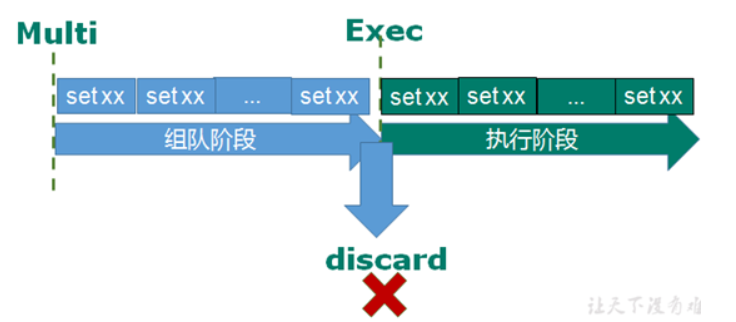 Multi
Exec
set xx set xx ... set xx set xx set xx ... set xx
组队阶段 执行阶段
discard
让天下没有难